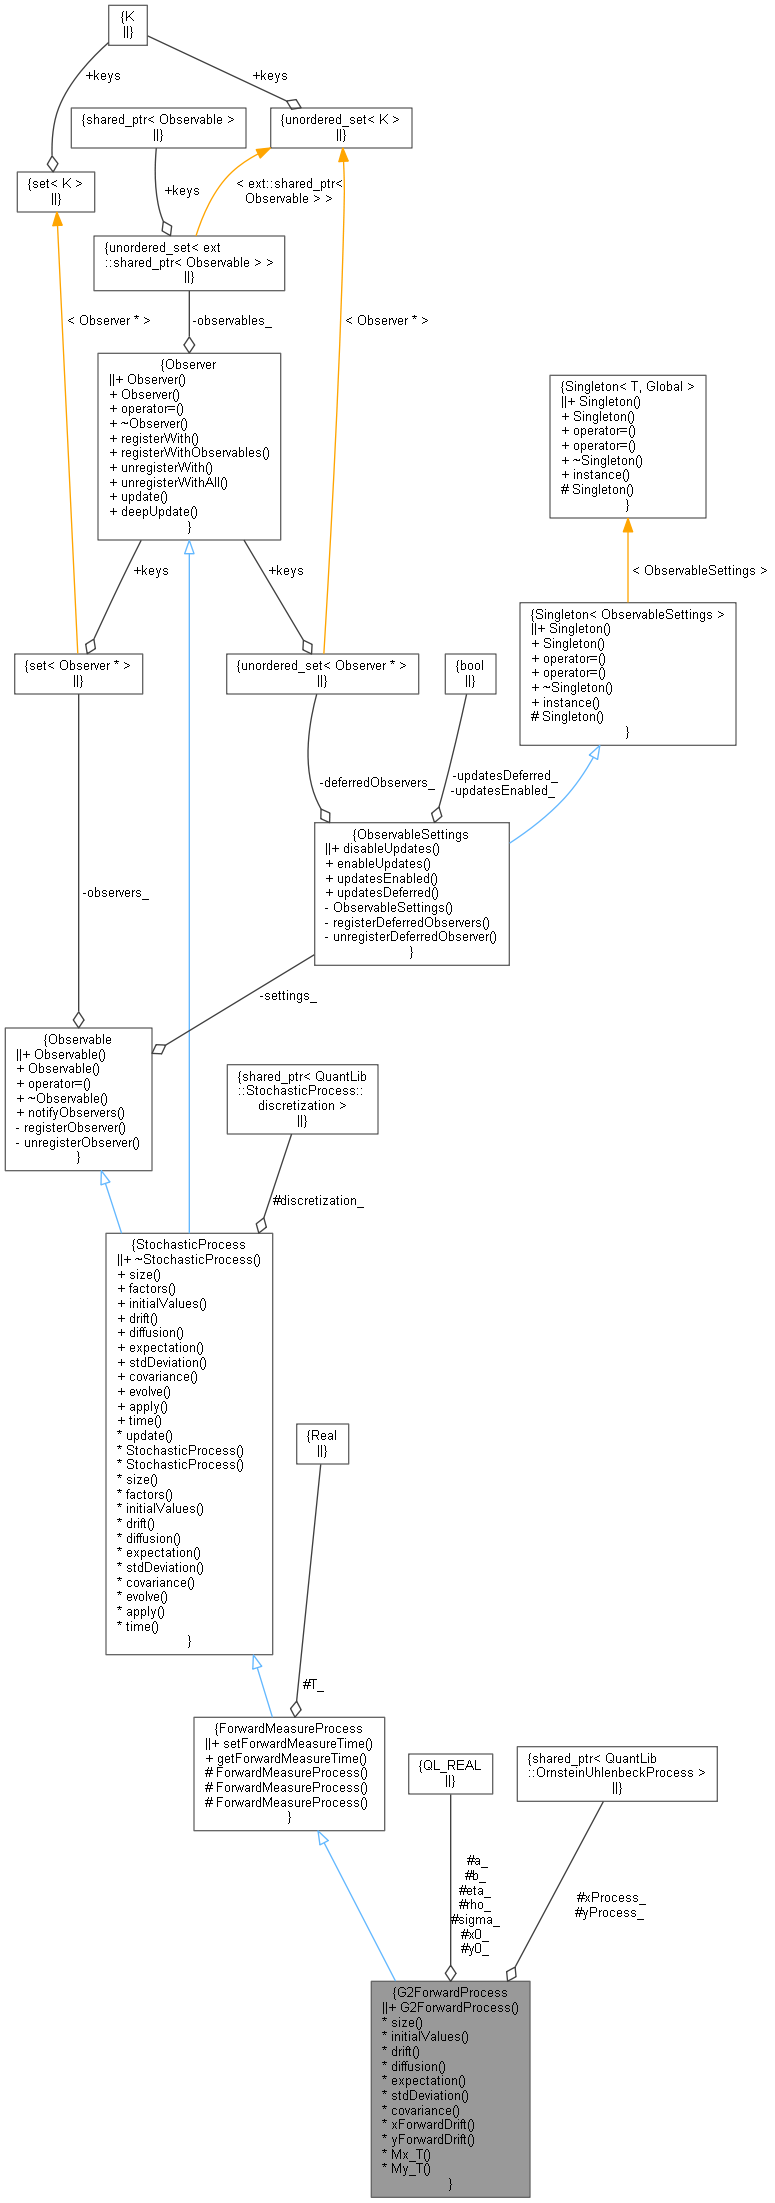 {K
||}
+keys
+keys
{shared_ptr< Observable >
||}
{unordered_set< K >
||}
{set< K >
||}
+keys
< ext::shared_ptr<
Observable > >
{unordered_set< ext
::shared_ptr< Observable > >
||}
< Observer * >
-observables_
< Observer * >
{Observer
||+ Observer()
+ Observer()
+ operator=()
+ ~Observer()
+ registerWith()
+ registerWithObservables()
+ unregisterWith()
+ unregisterWithAll()
+ update()
+ deepUpdate()
}
{Singleton< T, Global >
||+ Singleton()
+ Singleton()
+ operator=()
+ operator=()
+ ~Singleton()
+ instance()
# Singleton()
}
+keys
+keys
< ObservableSettings >
{Singleton< ObservableSettings >
||+ Singleton()
+ Singleton()
+ operator=()
+ operator=()
+ ~Singleton()
+ instance()
# Singleton()
}
{set< Observer * >
||}
{unordered_set< Observer * >
||}
{bool
||}
-deferredObservers_
-updatesDeferred_
-updatesEnabled_
{ObservableSettings
||+ disableUpdates()
+ enableUpdates()
+ updatesEnabled()
+ updatesDeferred()
- ObservableSettings()
- registerDeferredObservers()
- unregisterDeferredObserver()
}
-observers_
-settings_
{Observable
||+ Observable()
+ Observable()
+ operator=()
+ ~Observable()
+ notifyObservers()
- registerObserver()
- unregisterObserver()
}
{shared_ptr< QuantLib
::StochasticProcess::
discretization >
||}
#discretization_
{StochasticProcess
||+ ~StochasticProcess()
+ size()
+ factors()
+ initialValues()
+ drift()
+ diffusion()
+ expectation()
+ stdDeviation()
+ covariance()
+ evolve()
+ apply()
+ time()
* update()
* StochasticProcess()
* StochasticProcess()
* size()
* factors()
* initialValues()
* drift()
* diffusion()
* expectation()
* stdDeviation()
* covariance()
* evolve()
* apply()
* time()
}
{Real
||}
#T_
{ForwardMeasureProcess
||+ setForwardMeasureTime()
+ getForwardMeasureTime()
# ForwardMeasureProcess()
# ForwardMeasureProcess()
# ForwardMeasureProcess()
}
{QL_REAL
||}
{shared_ptr< QuantLib
::OrnsteinUhlenbeckProcess >
||}
#a_
#b_
#eta_
#rho_
#sigma_
#x0_
#y0_
#xProcess_
#yProcess_
{G2ForwardProcess
||+ G2ForwardProcess()
* size()
* initialValues()
* drift()
* diffusion()
* expectation()
* stdDeviation()
* covariance()
* xForwardDrift()
* yForwardDrift()
* Mx_T()
* My_T()
}